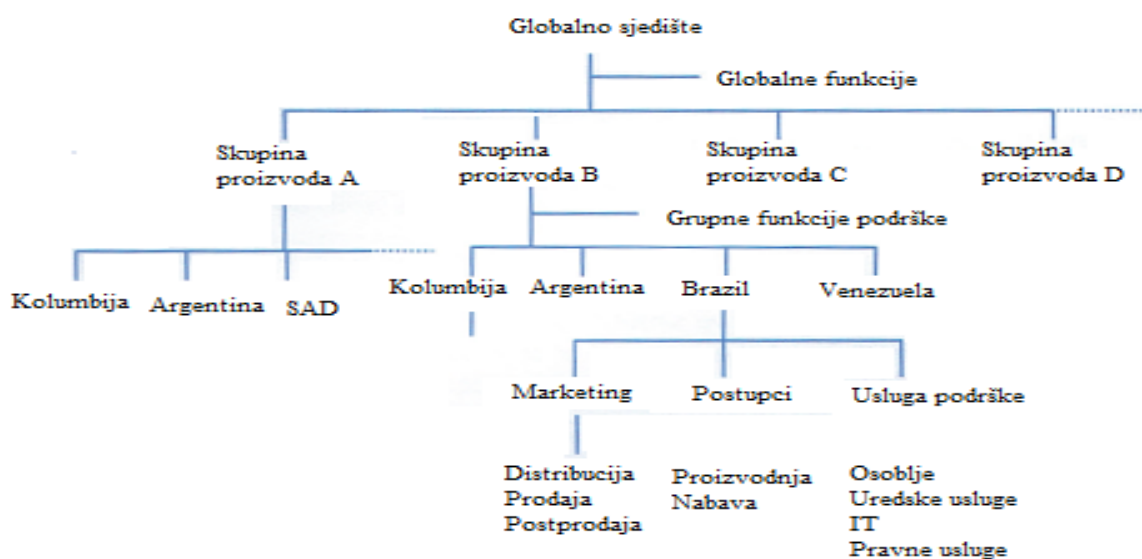 Globalno sjedište
Globalne funkcije
Skupina
proizvoda A
Skupina
proizvoda B
Skupina
proizvoda C
Skupina
proizvoda D
Grupne funkcije podrške
Kolumbija
Argentina
SAD
Kolumbija
Argentina
Brazil
Venezuela
Marketing
Postupci
Usluga podrške
Distribucija
Prodaja
Postprodaja
Proizvodnja
Nabava
Osoblje
Uredske usluge
IT
Pravne usluge